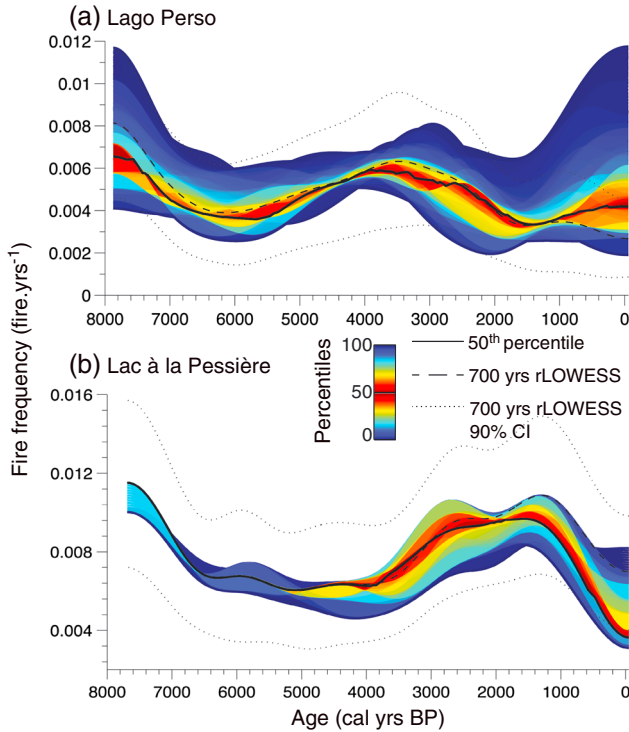 (a) Lago Perso
0.012
0.01
0.008
0.006
0.004
0.002
0
8000 7000 6000 5000 4000 3000 2000 1000 0
Fire frequency (fire.yrs-1)
(b) Lac à la Pessière
Percentiles
100
50
0
50th percentile
700 yrs rLOWESS
700 yrs rLOWESS
90% CI
0.016
0.012
0.008
0.004
8000 7000 6000 5000 4000 3000 2000 1000 0
Age (cal yrs BP)